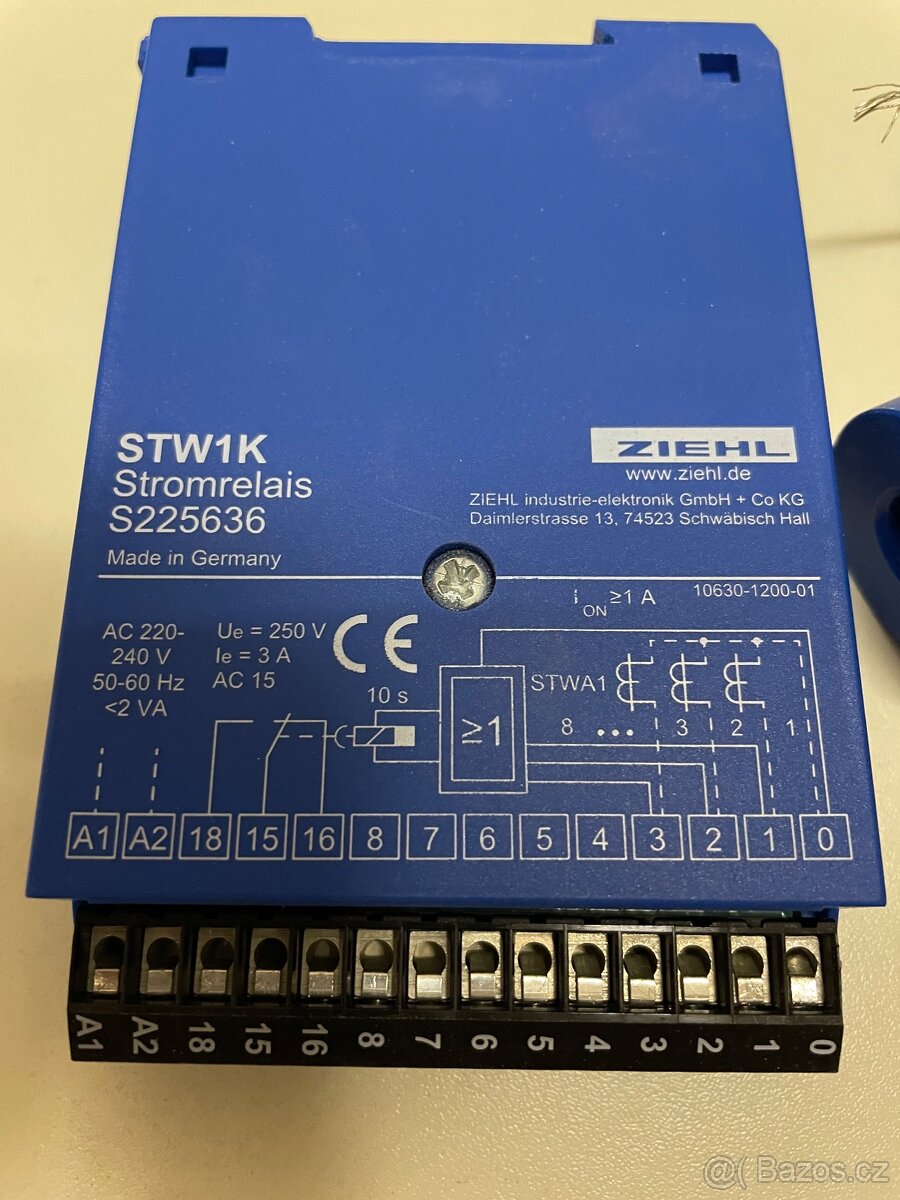 STW1K
Stromrelais
S225636
Made in Germany
ZIEHL
www.ziehl.de
ZIEHL industrie-elektronik GmbH + Co KG
Daimlerstrasse 13, 74523 Schwäbisch Hall
10630-1200-01
I ON ≥1 A
AC 220-
240 V
50-60 Hz
<2 VA
Ue = 250 V
Ie = 3 A
AC 15
CE
10 s
≥1
STWA1
8 ••• 3 2 1
A1 A2 18 15 16 8 7 6 5 4 3 2 1 0
A1 A2 18 15 16 8 7 6 5 4 3 2 1 0
@( Bazos.cz